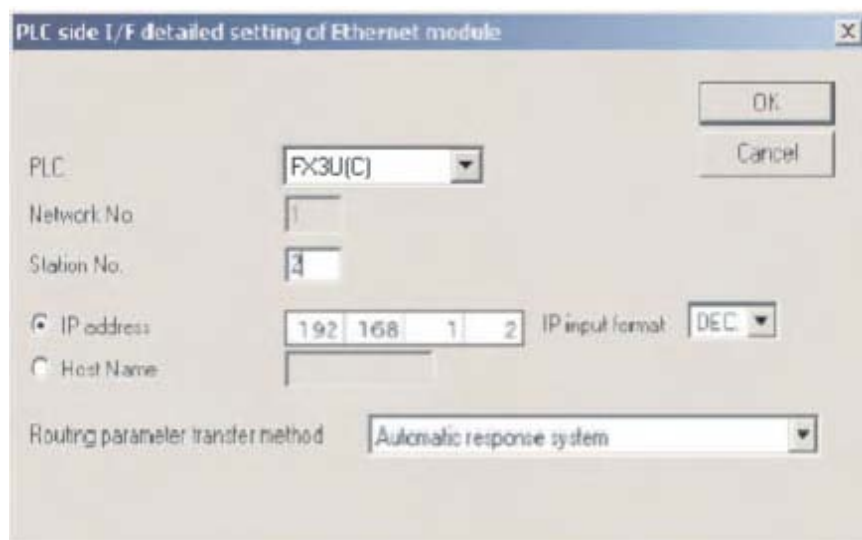 PLC side I/F detailed setting of Ethernet module
OK
Cancel
PLC FX3U(C)
Network No 1
Station No. 2
IP address 192 168 1 2 IP input format DEC.
Host Name
Routing parameter transfer method Automatic response system